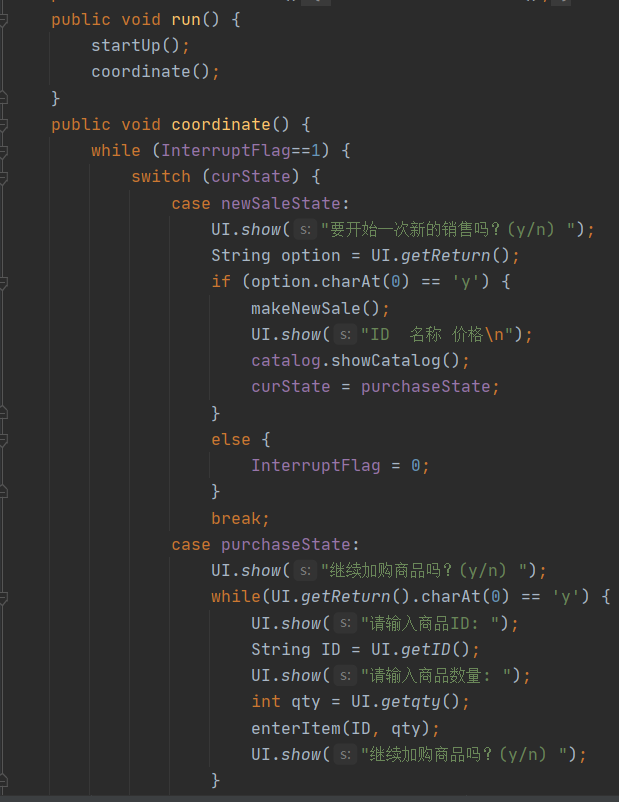 public void run() {
startUp();
coordinate();
}
public void coordinate() {
while (InterruptFlag==1) {
switch (curState) {
case newSaleState:
UI.show( s: "要开始一次新的销售吗？(y/n) ");
String option = UI.getReturn();
if (option.charAt(0) == 'y') {
makeNewSale();
UI.show( s: "ID  名称 价格\n");
catalog.showCatalog();
curState = purchaseState;
}
else {
InterruptFlag = 0;
}
break;
case purchaseState:
UI.show( s: "继续加购商品吗？(y/n) ");
while(UI.getReturn().charAt(0) == 'y') {
UI.show( s: "请输入商品ID: ");
String ID = UI.getID();
UI.show( s: "请输入商品数量: ");
int qty = UI.getqty();
enterItem(ID, qty);
UI.show( s: "继续加购商品吗？(y/n) ");
}